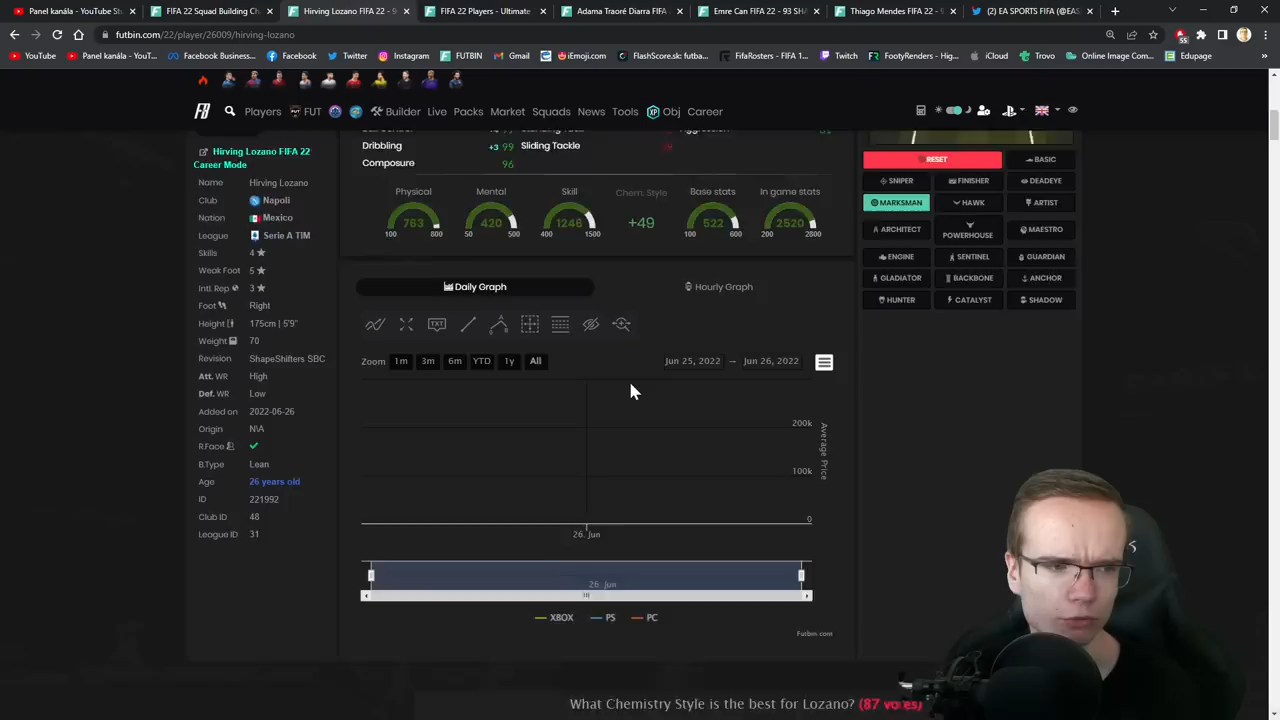 YouTube St... × FIFA 22 Squad Building Ch... × Hirving Lozano FIFA 22 - 9... × FIFA 22 Players - Ultimate... × Adama Traoré Diarra FIFA... × Emre Can FIFA 22 - 93 SHA... × Thiago Mendes FIFA 22 - 9... × (2) EA SPORTS FIFA (@EAS... × +
futbin.com/22/player/26009/hirving-lozano
YouTube Panel kanála – Y... Facebook Twitter Instagram FUTBIN Gmail iEmoji.com FlashScore.sk: futba... FifaRosters – FIFA 1... Twitch FootyRenders - Hig... iCloud Trovo Online Image Com... Edupage »
Players FUT Builder Live Packs Market Squads News Tools Obj Career
Dribbling +3 99 Sliding Tackle
Composure 96
Physical Mental Skill Chem. Style Base stats In game stats
763 420 1246 +49 522 2520
100 800 50 500 400 1500 100 600 200 2800
Hirving Lozano FIFA 22
Career Mode
Name Hirving Lozano
Club Napoli
Nation Mexico
League Serie A TIM
Skills 4
Weak Foot 5
Intl. Rep 3
Foot Right
Height 175cm | 5'9"
Weight 70
Revision ShapeShifters SBC
Att. WR High
Def. WR Low
Added on 2022-06-26
Origin N\A
R.Face
B.Type Lean
Age 26 years old
ID 221992
Club ID 48
League ID 31
Daily Graph Hourly Graph
TXT
Zoom 1m 3m 6m YTD 1y All Jun 25, 2022 → Jun 26, 2022
200k
100k
0
Average Price
26. Jun
26. Jun
XBOX PS PC
Futbin.com
RESET BASIC
SNIPER FINISHER DEADEYE
MARKSMAN HAWK ARTIST
ARCHITECT POWERHOUSE MAESTRO
ENGINE SENTINEL GUARDIAN
GLADIATOR BACKBONE ANCHOR
HUNTER CATALYST SHADOW
What Chemistry Style is the best for Lozano? (87 votes)